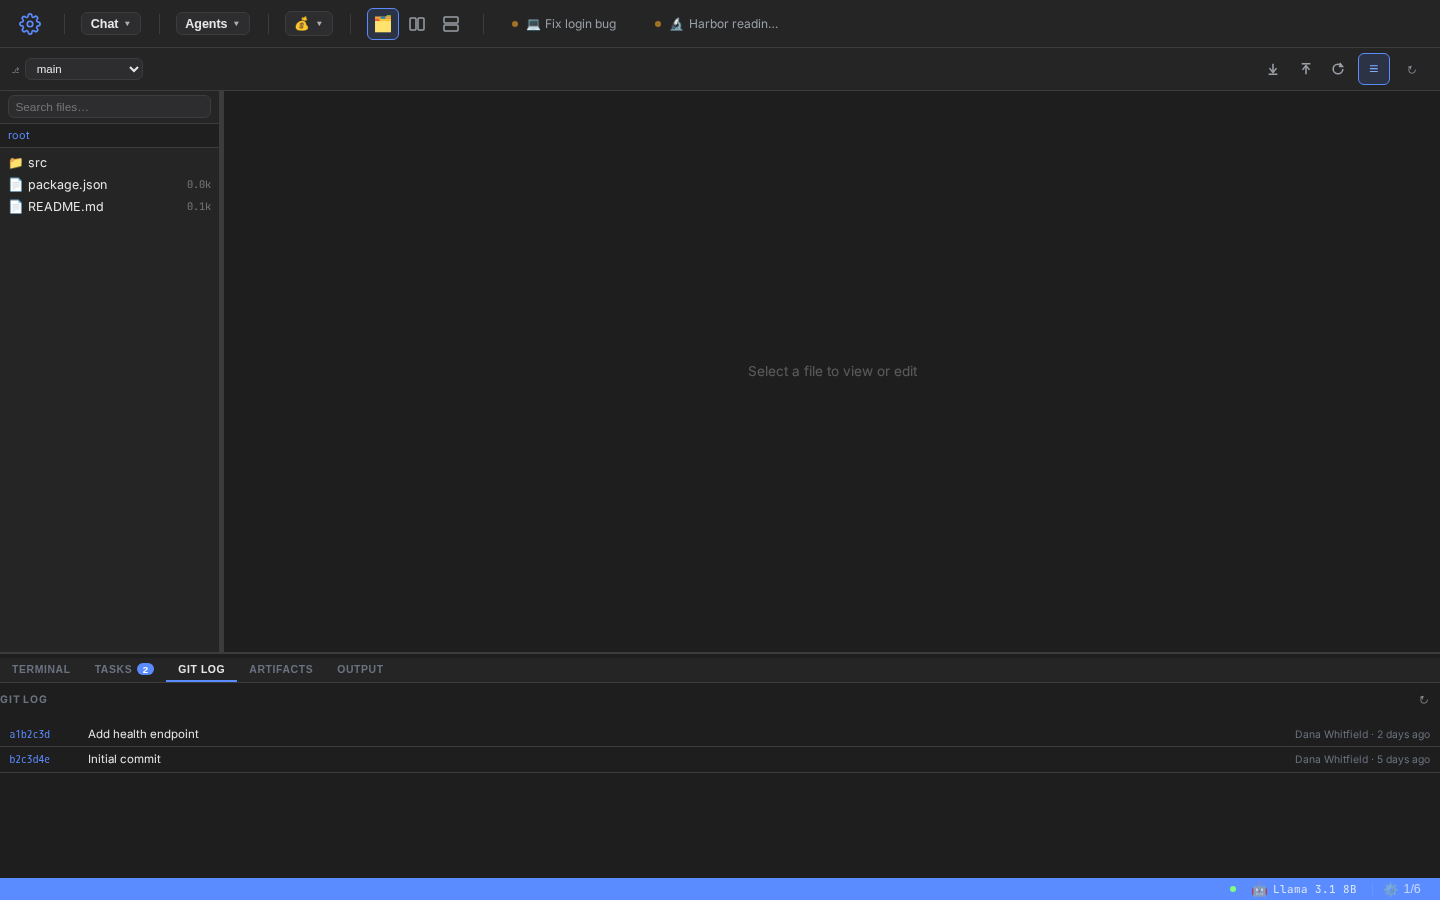 Chat ▼ Agents ▼ 💰 ▼ 💻 Fix login bug 🔬 Harbor readin...
main
Search files...
root
src
package.json 0.0k
README.md 0.1k
Select a file to view or edit
TERMINAL TASKS 2 GIT LOG ARTIFACTS OUTPUT
GIT LOG
a1b2c3d Add health endpoint Dana Whitfield · 2 days ago
b2c3d4e Initial commit Dana Whitfield · 5 days ago
Llama 3.1 8B 1/6